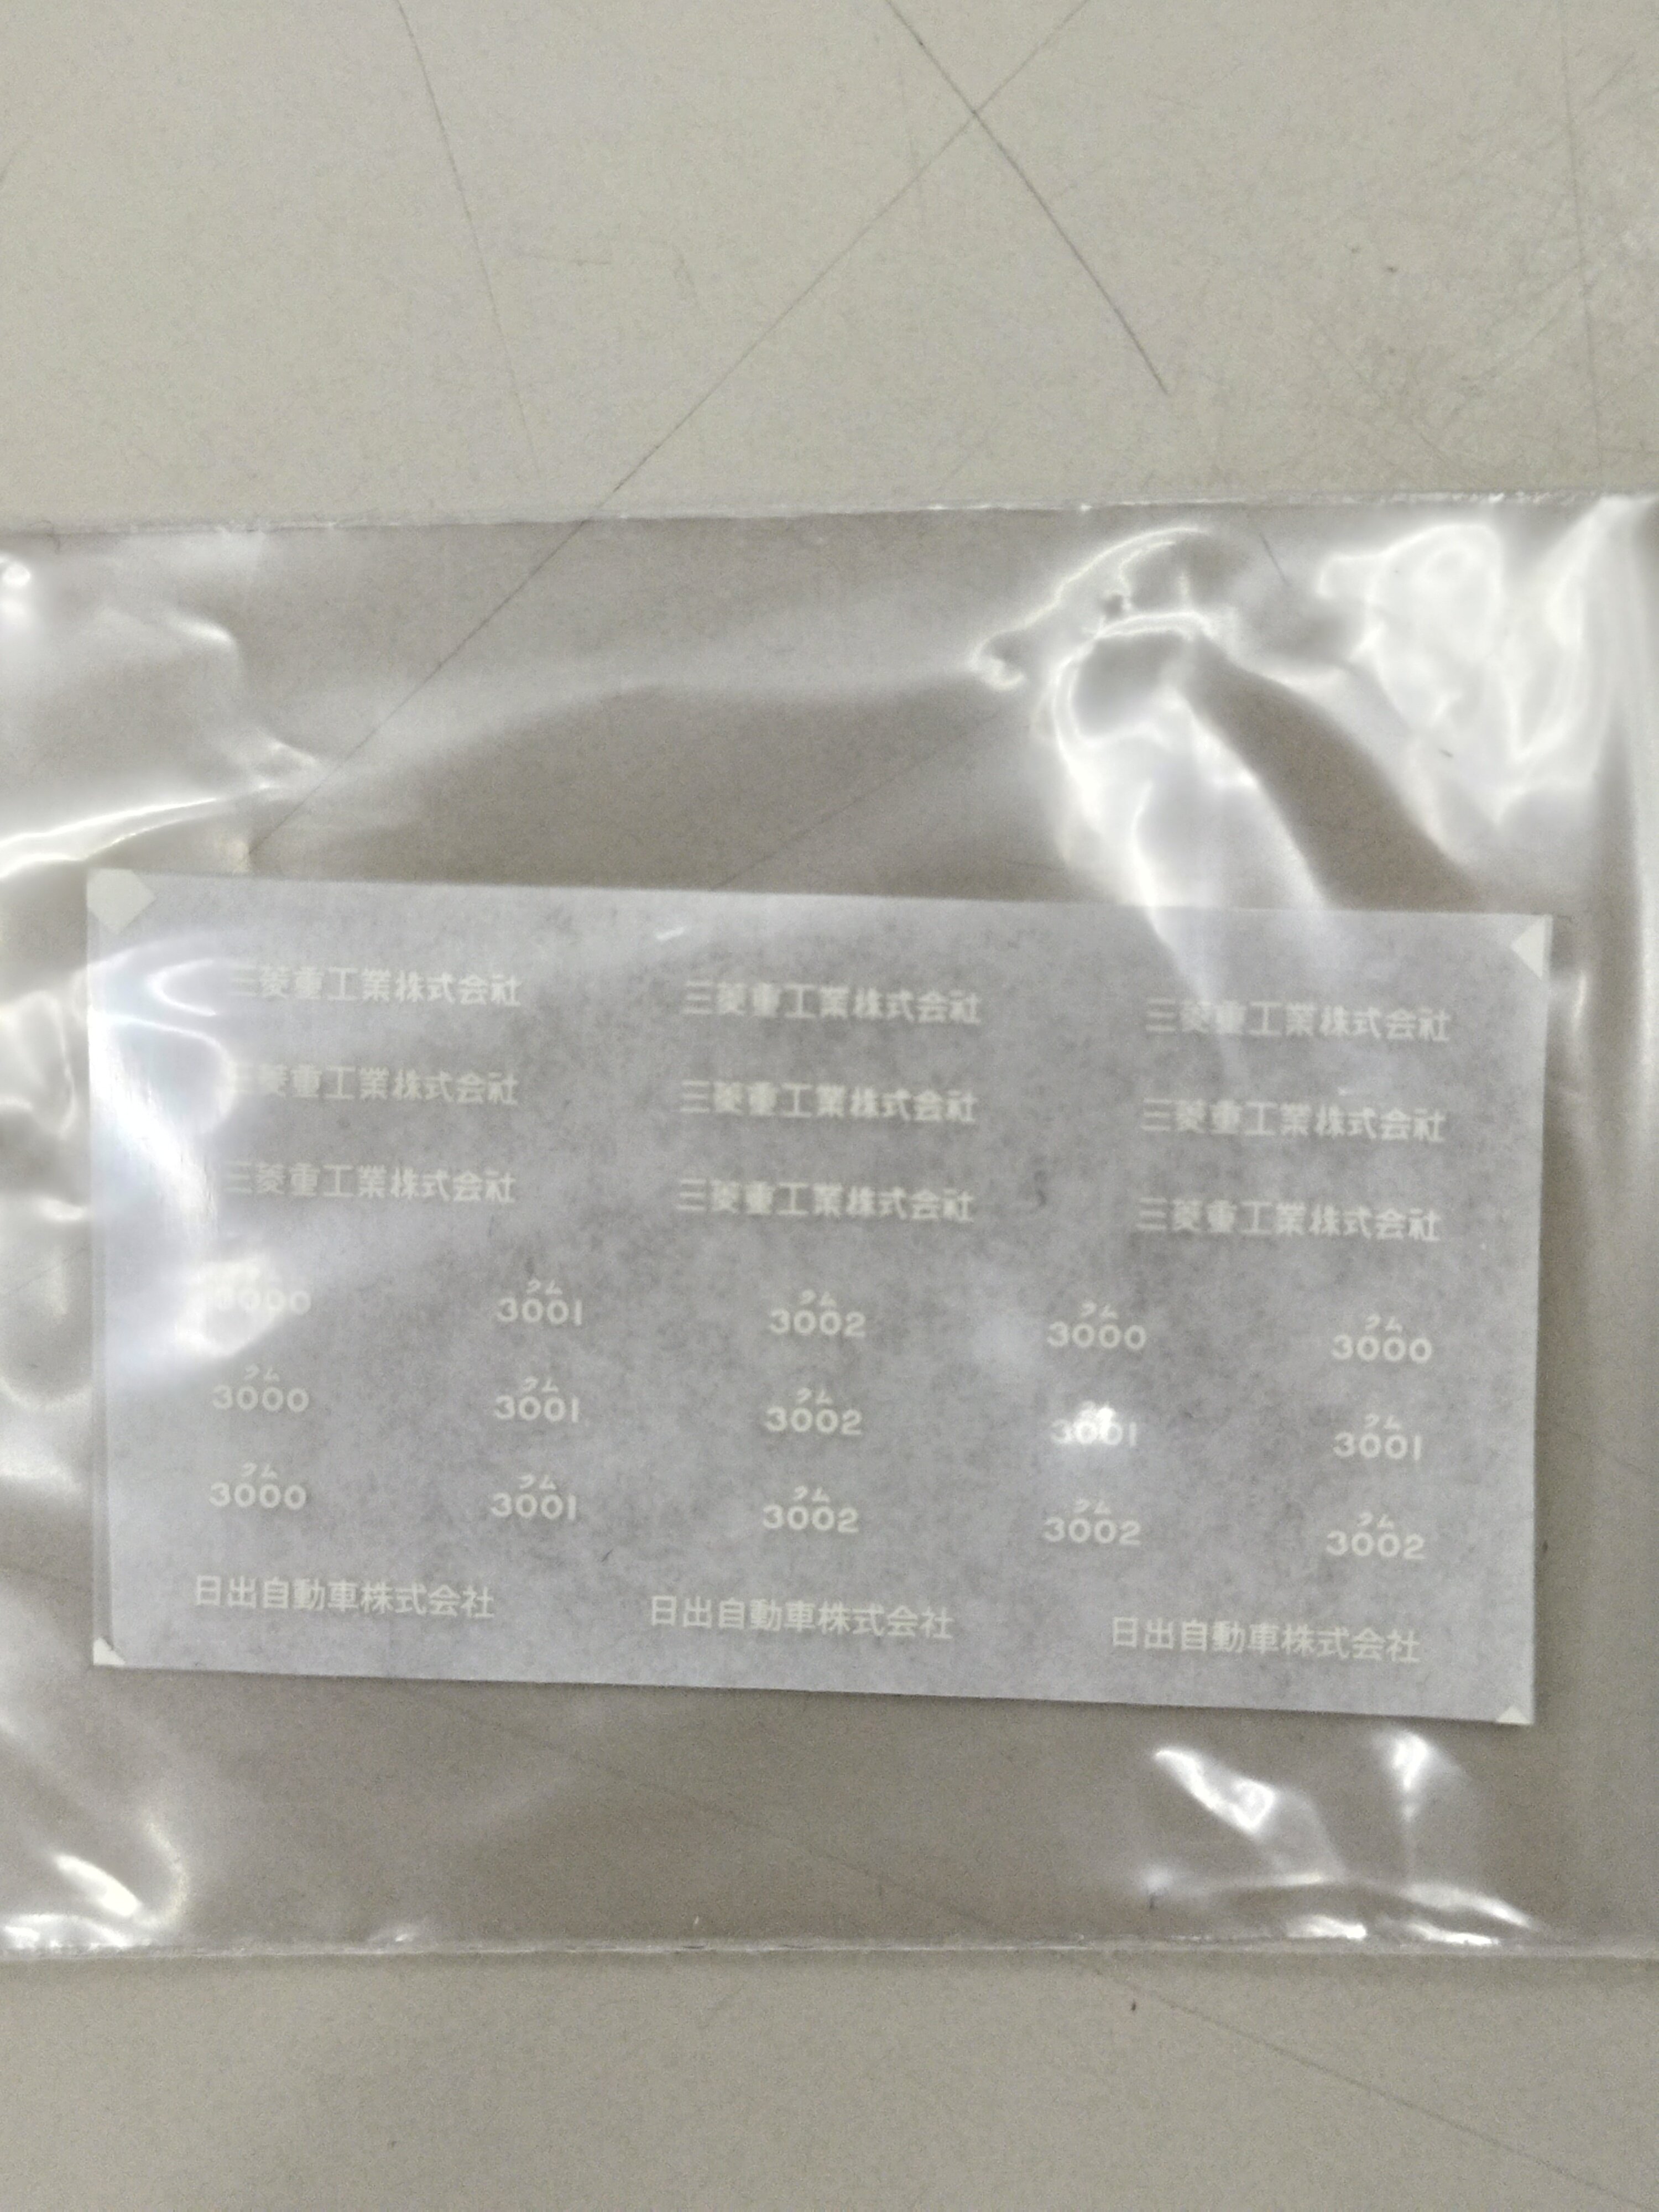 三菱重工業株式会社 三菱重工業株式会社 三菱重工業株式会社
三菱重工業株式会社 三菱重工業株式会社 三菱重工業株式会社
三菱重工業株式会社 三菱重工業株式会社 三菱重工業株式会社
クム クム クム クム
3000 3001 3002 3000 3000
クム クム クム クム
3000 3001 3002 3001 3001
クム クム クム クム クム
3000 3001 3002 3002 3002
日出自動車株式会社 日出自動車株式会社 日出自動車株式会社